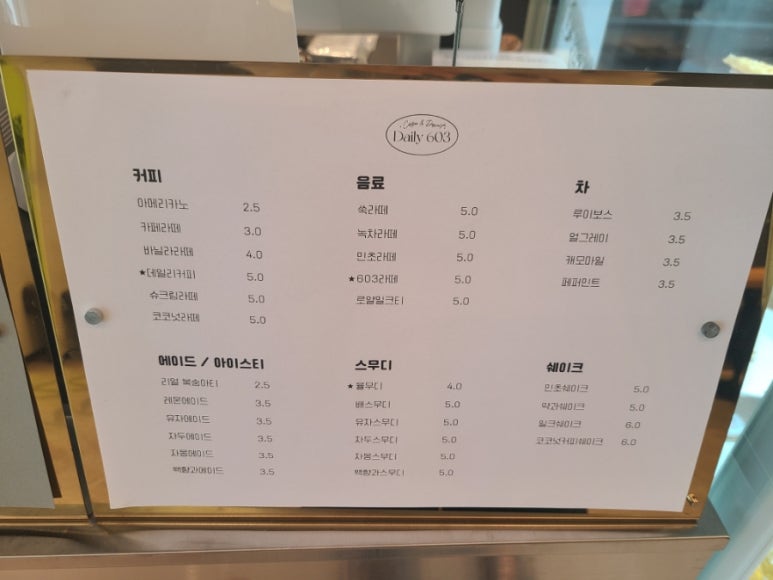 Daily 603
커피
아메리카노 2.5
카페라떼 3.0
바닐라라떼 4.0
★데일리커피 5.0
슈크림라떼 5.0
코코넛라떼 5.0
음료
쑥라떼 5.0
녹차라떼 5.0
민초라떼 5.0
★603라떼 5.0
로얄밀크티 5.0
차
루이보스 3.5
얼그레이 3.5
캐모마일 3.5
페퍼민트 3.5
에이드 / 아이스티
리얼 복숭아티 2.5
레몬에이드 3.5
유자에이드 3.5
자두에이드 3.5
자몽에이드 3.5
백향과에이드 3.5
스무디
★율무디 4.0
배스무디 5.0
유자스무디 5.0
자두스무디 5.0
자몽스무디 5.0
백향과스무디 5.0
쉐이크
민초쉐이크 5.0
약과쉐이크 5.0
밀크쉐이크 6.0
코코넛커피쉐이크 6.0